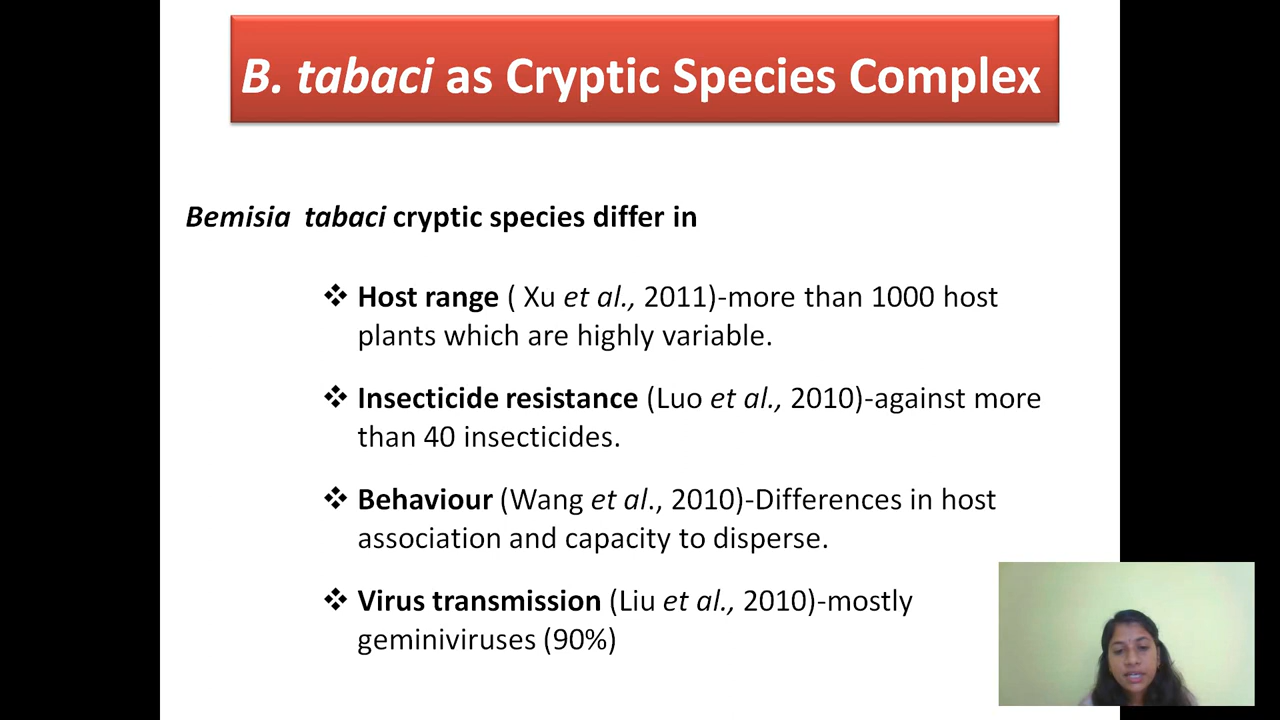 B. tabaci as Cryptic Species Complex
Bemisia tabaci cryptic species differ in
❖ Host range ( Xu et al., 2011)-more than 1000 host
plants which are highly variable.
❖ Insecticide resistance (Luo et al., 2010)-against more
than 40 insecticides.
❖ Behaviour (Wang et al., 2010)-Differences in host
association and capacity to disperse.
❖ Virus transmission (Liu et al., 2010)-mostly
geminiviruses (90%)